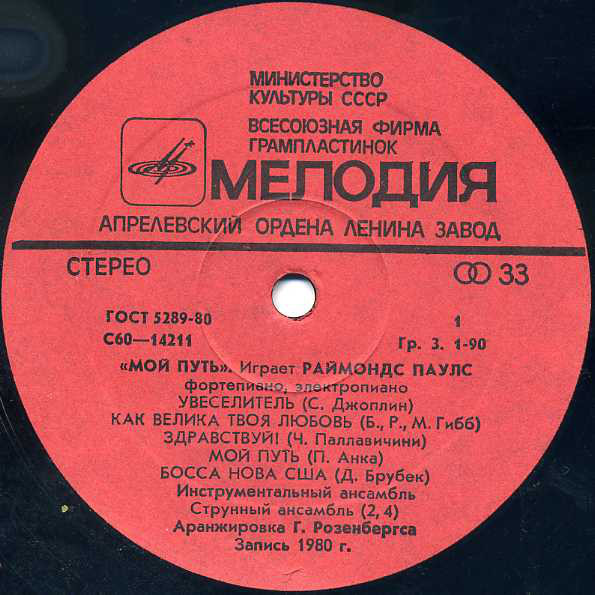 МИНИСТЕРСТВО
КУЛЬТУРЫ СССР
ВСЕСОЮЗНАЯ ФИРМА
ГРАМПЛАСТИНОК
МЕЛОДИЯ
АПРЕЛЕВСКИЙ ОРДЕНА ЛЕНИНА ЗАВОД
СТЕРЕО 33
ГОСТ 5289-80 1
С60—14211 Гр. 3. 1-90
«МОЙ ПУТЬ». Играет РАЙМОНДС ПАУЛС
фортепиано, электропиано
УВЕСЕЛИТЕЛЬ (С. Джоплин)
КАК ВЕЛИКА ТВОЯ ЛЮБОВЬ (Б., Р., М. Гибб)
ЗДРАВСТВУЙ! (Ч. Паллавичини)
МОЙ ПУТЬ (П. Анка)
БОССА НОВА США (Д. Брубек)
Инструментальный ансамбль
Струнный ансамбль (2, 4)
Аранжировка Г. Розенбергса
Запись 1980 г.